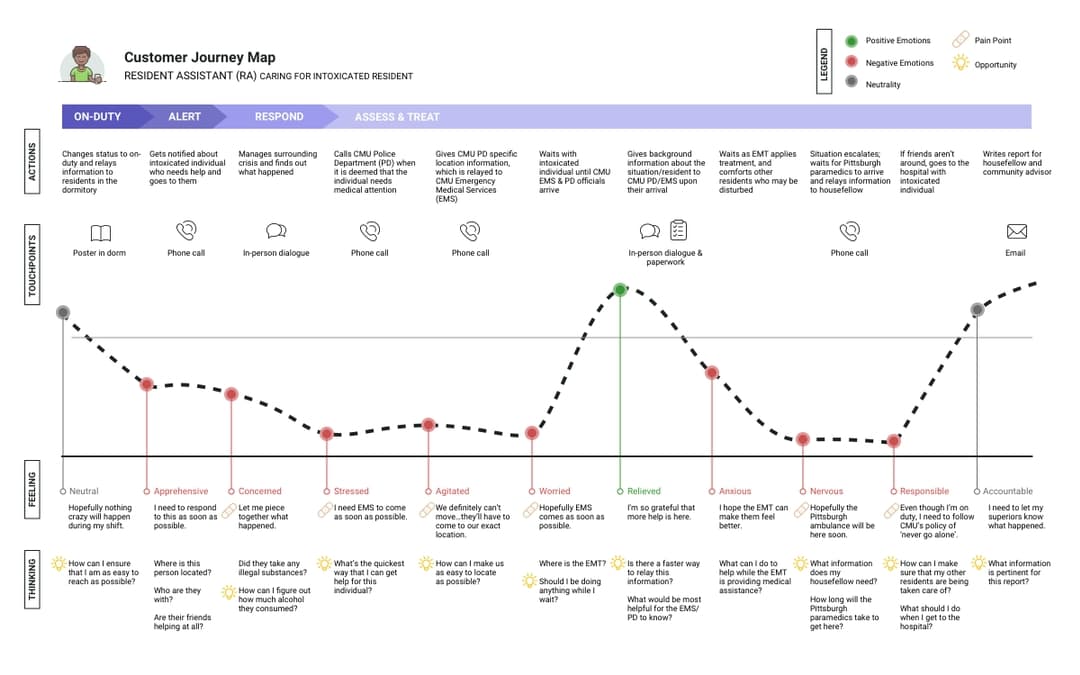 Customer Journey Map
RESIDENT ASSISTANT (RA) CARING FOR INTOXICATED RESIDENT
LEGEND
Positive Emotions
Negative Emotions
Neutrality
Pain Point
Opportunity
ON-DUTY
ALERT
RESPOND
ASSESS & TREAT
ACTIONS
Changes status to on-
duty and relays
information to
residents in the
dormitory
Gets notified about
intoxicated individual
who needs help and
goes to them
Manages surrounding
crisis and finds out
what happened
Calls CMU Police
Department (PD) when
it is deemed that the
individual needs
medical attention
Gives CMU PD specific
location information,
which is relayed to
CMU Emergency
Medical Services
(EMS)
Waits with
intoxicated
individual until CMU
EMS & PD officials
arrive
Gives background
information about the
situation/resident to
CMU PD/EMS upon
their arrival
Waits as EMT applies
treatment, and
comforts other
residents who may be
disturbed
Situation escalates;
waits for Pittsburgh
paramedics to arrive
and relays information
to housefellow
If friends aren't
around, goes to the
hospital with
intoxicated
individual
Writes report for
housefellow and
community advisor
TOUCHPOINTS
Poster in dorm
Phone call
In-person dialogue
Phone call
Phone call
In-person dialogue &
paperwork
Phone call
Email
FEELING
Neutral
Hopefully nothing
crazy will happen
during my shift.
Apprehensive
I need to respond
to this as soon as
possible.
Concerned
Let me piece
together what
happened.
Stressed
I need EMS to come
as soon as possible.
Agitated
We definitely can't
move...they'll have to
come to our exact
location.
Worried
Hopefully EMS
comes as soon as
possible.
Relieved
I'm so grateful that
more help is here.
Anxious
I hope the EMT can
make them feel
better.
Nervous
Hopefully the
Pittsburgh
ambulance will be
here soon.
Responsible
Even though I'm on
duty, I need to follow
CMU's policy of
'never go alone'.
Accountable
I need to let my
superiors know
what happened.
THINKING
How can I ensure
that I am as easy to
reach as possible?
Where is this
person located?
Who are they
with?
Are their friends
helping at all?
Did they take any
illegal substances?
How can I figure out
how much alcohol
they consumed?
What's the quickest
way that I can get
help for this
individual?
How can I make us
as easy to locate
as possible?
Where is the EMT?
Should I be doing
anything while I
wait?
Is there a faster way
to relay this
information?
What would be most
helpful for the EMS/
PD to know?
What can I do to
help while the EMT
is providing medical
assistance?
What information
does my
housefellow need?
How long will the
Pittsburgh
paramedics take to
get here?
How can I make
sure that my other
residents are being
taken care of?
What should I do
when I get to the
hospital?
What information
is pertinent for
this report?